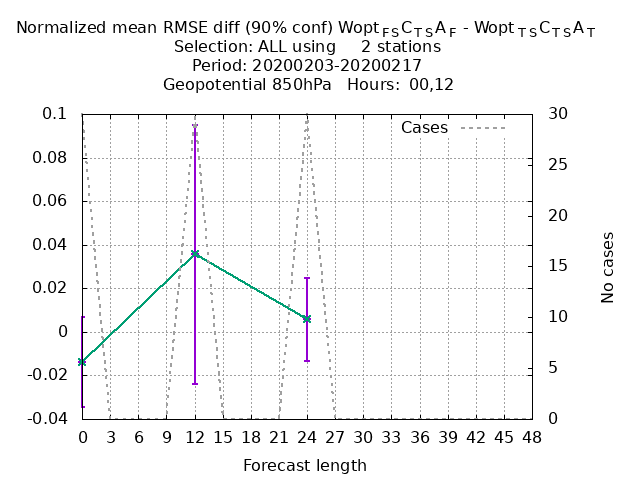 Normalized mean RMSE diff (90% conf) Wopt FS C TS A F - Wopt TS C TS A T
Selection: ALL using 2 stations
Period: 20200203-20200217
Geopotential 850hPa Hours: 00,12
Cases
0.1
0.08
0.06
0.04
0.02
0
-0.02
-0.04
30
25
20
15
10
5
0
No cases
0 3 6 9 12 15 18 21 24 27 30 33 36 39 42 45 48
Forecast length